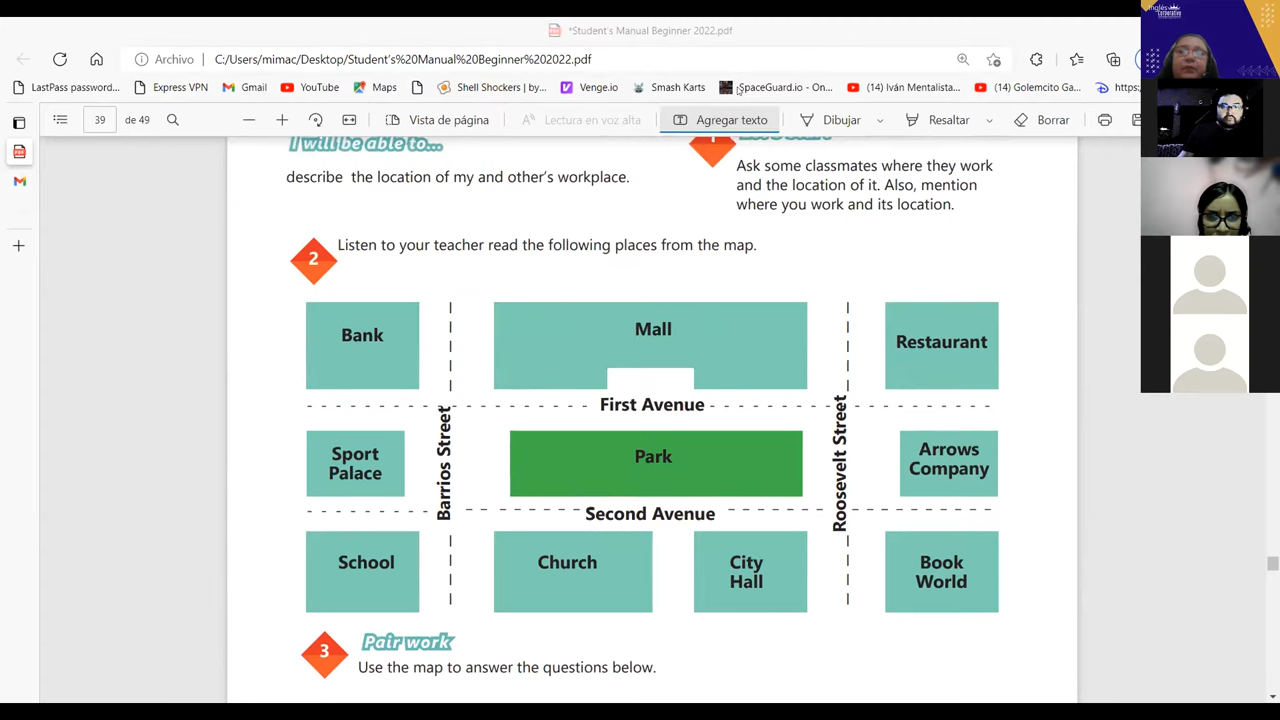 *Student's Manual Beginner 2022.pdf
Archivo
C:/Users/mimac/Desktop/Student's%20Manual%20Beginner%202022.pdf
LastPass password...
Express VPN
Gmail
YouTube
Maps
Shell Shockers | by...
Venge.io
Smash Karts
SpaceGuard.io - On...
(14) Iván Mentalista...
(14) Golemcito Ga...
https:
39
de 49
Vista de página
Lectura en voz alta
Agregar texto
Dibujar
Resaltar
Borrar
I will be able to...
describe the location of my and other's workplace.
1
Ask some classmates where they work
and the location of it. Also, mention
where you work and its location.
2
Listen to your teacher read the following places from the map.
Bank
Mall
Restaurant
First Avenue
Sport
Palace
Barrios Street
Park
Roosevelt Street
Arrows
Company
Second Avenue
School
Church
City
Hall
Book
World
3
Pair work
Use the map to answer the questions below.
Inglés
Corporativo